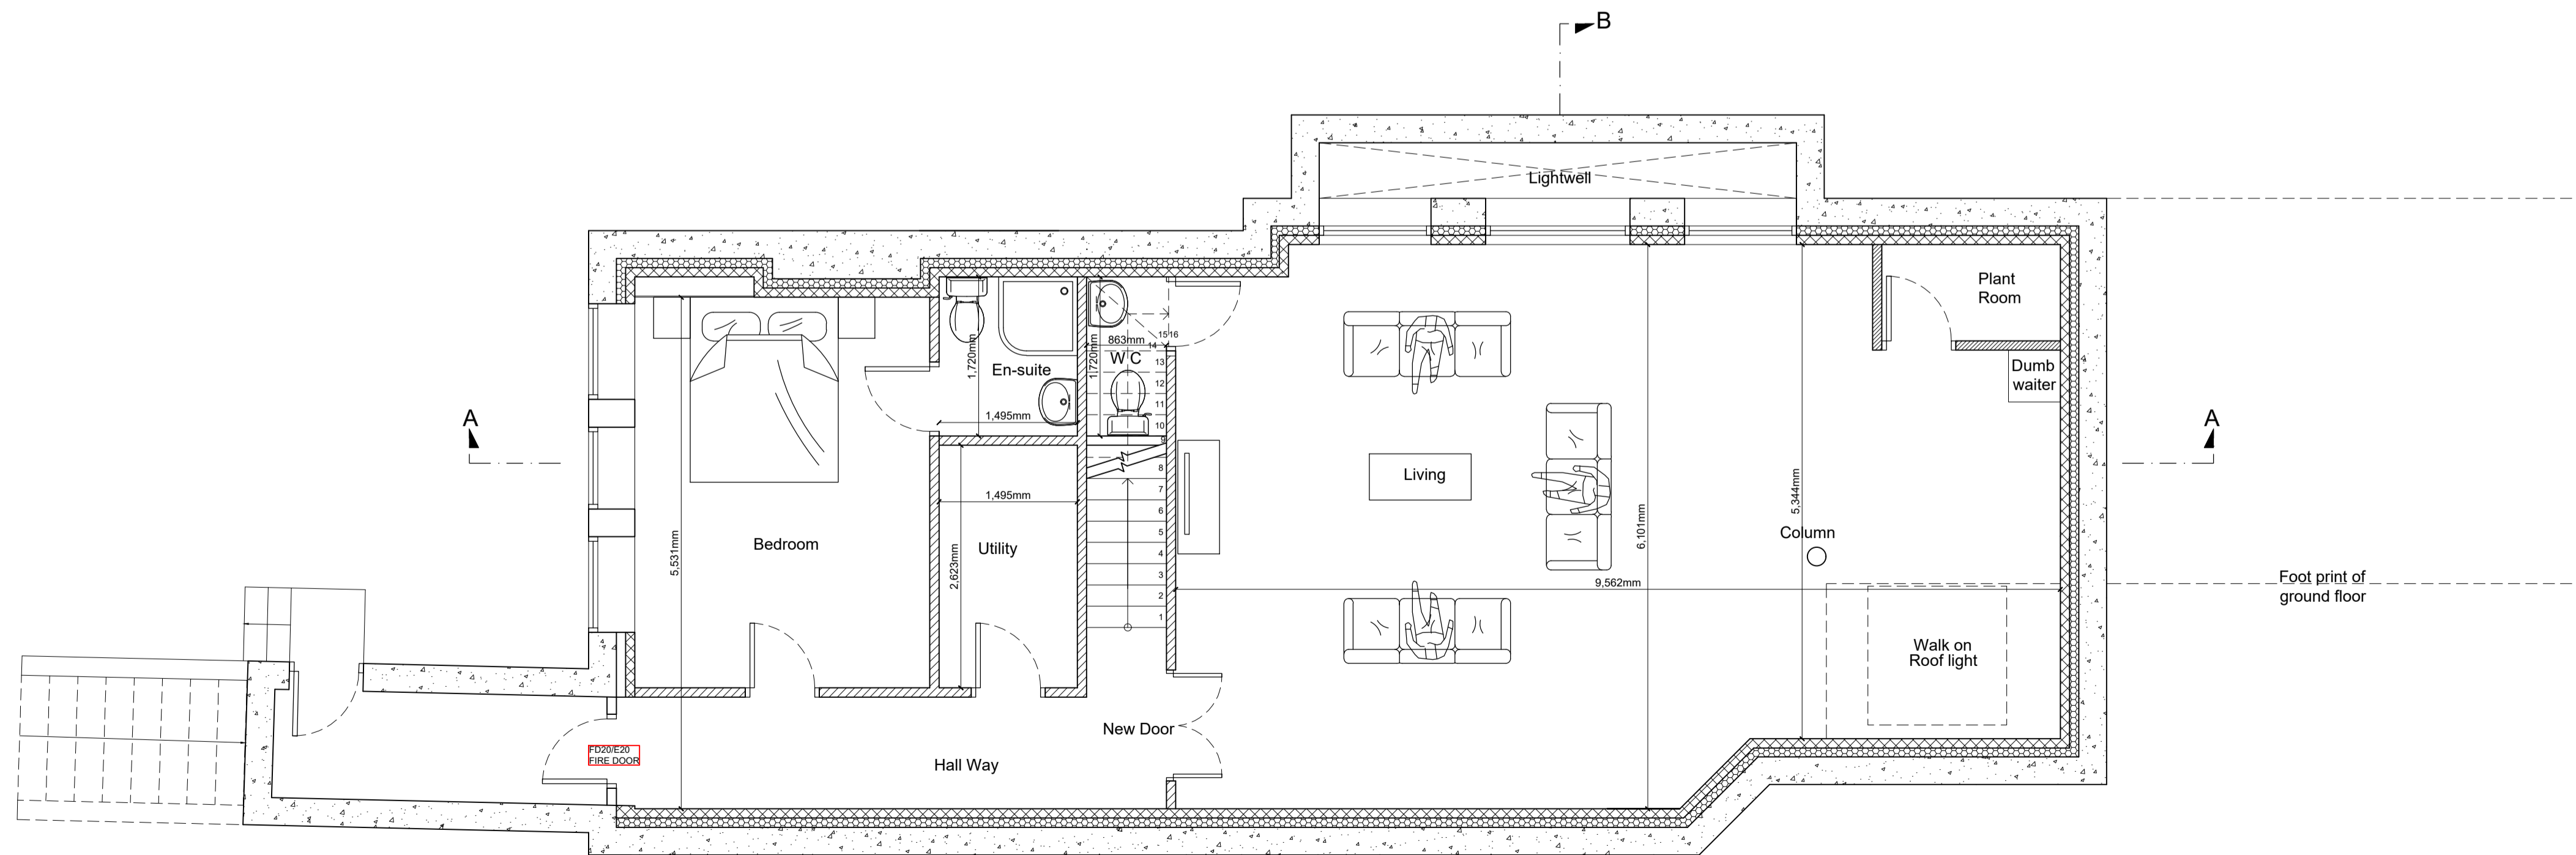 B
Lightwell
Plant
Room
Dumb
waiter
15 16
14
863mm
13
12
11
10
9
8
7
6
5
4
3
2
1
W C
1,720mm
1,720mm
En-suite
1,495mm
A
A
Living
1,495mm
5,344mm
6,101mm
Column
Bedroom
Utility
5,531mm
2,623mm
9,562mm
Foot print of
ground floor
Walk on
Roof light
New Door
FD20/E20
FIRE DOOR
Hall Way